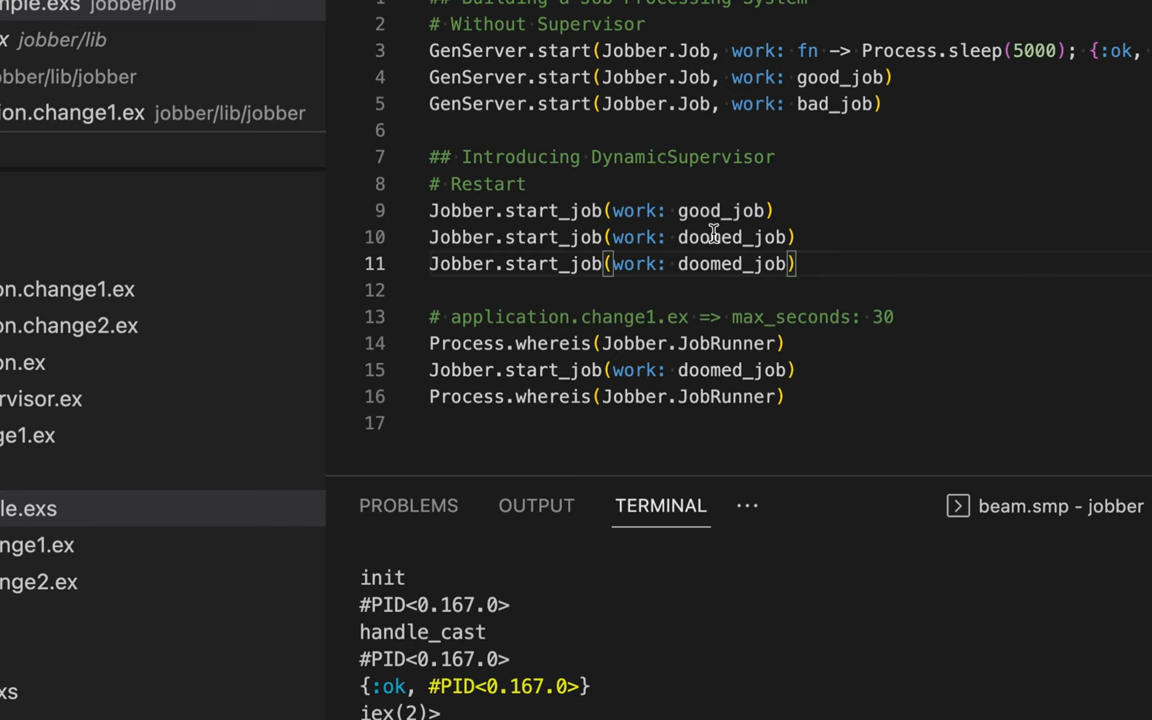 mple.exs jobber/lib
x jobber/lib
obber/lib/jobber
ion.change1.ex jobber/lib/jobber
on.change1.ex
on.change2.ex
on.ex
rvisor.ex
ge1.ex
le.exs
nge1.ex
nge2.ex
xs
1 ## Building a Job Processing System
2 # Without Supervisor
3 GenServer.start(Jobber.Job, work: fn -> Process.sleep(5000); {:ok,
4 GenServer.start(Jobber.Job, work: good_job)
5 GenServer.start(Jobber.Job, work: bad_job)
6
7 ## Introducing DynamicSupervisor
8 # Restart
9 Jobber.start_job(work: good_job)
10 Jobber.start_job(work: doomed_job)
11 Jobber.start_job(work: doomed_job)
12
13 # application.change1.ex => max_seconds: 30
14 Process.whereis(Jobber.JobRunner)
15 Jobber.start_job(work: doomed_job)
16 Process.whereis(Jobber.JobRunner)
17
PROBLEMS OUTPUT TERMINAL ··· beam.smp - jobber
init
#PID<0.167.0>
handle_cast
#PID<0.167.0>
{:ok, #PID<0.167.0>}
iex(2)>